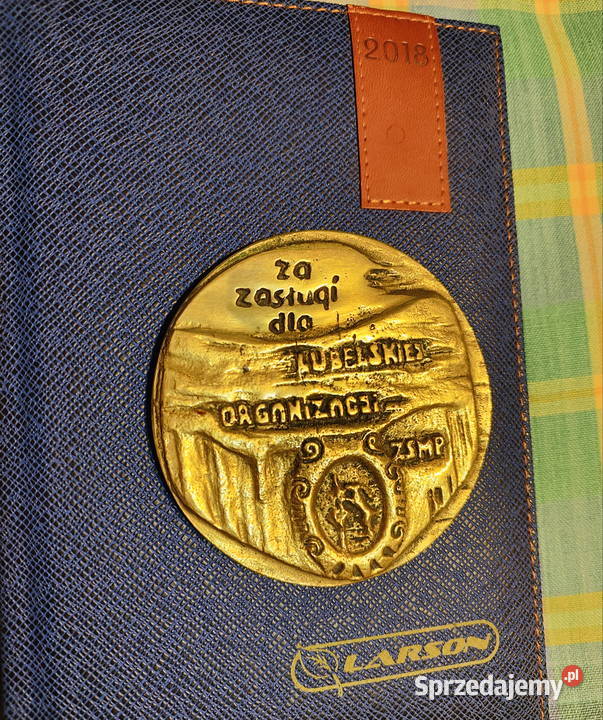 2018
za
zasługi
dla
LUBELSKIEJ
ORGANIZACJI
ZSMP
LARSON
Sprzedajemy.pl